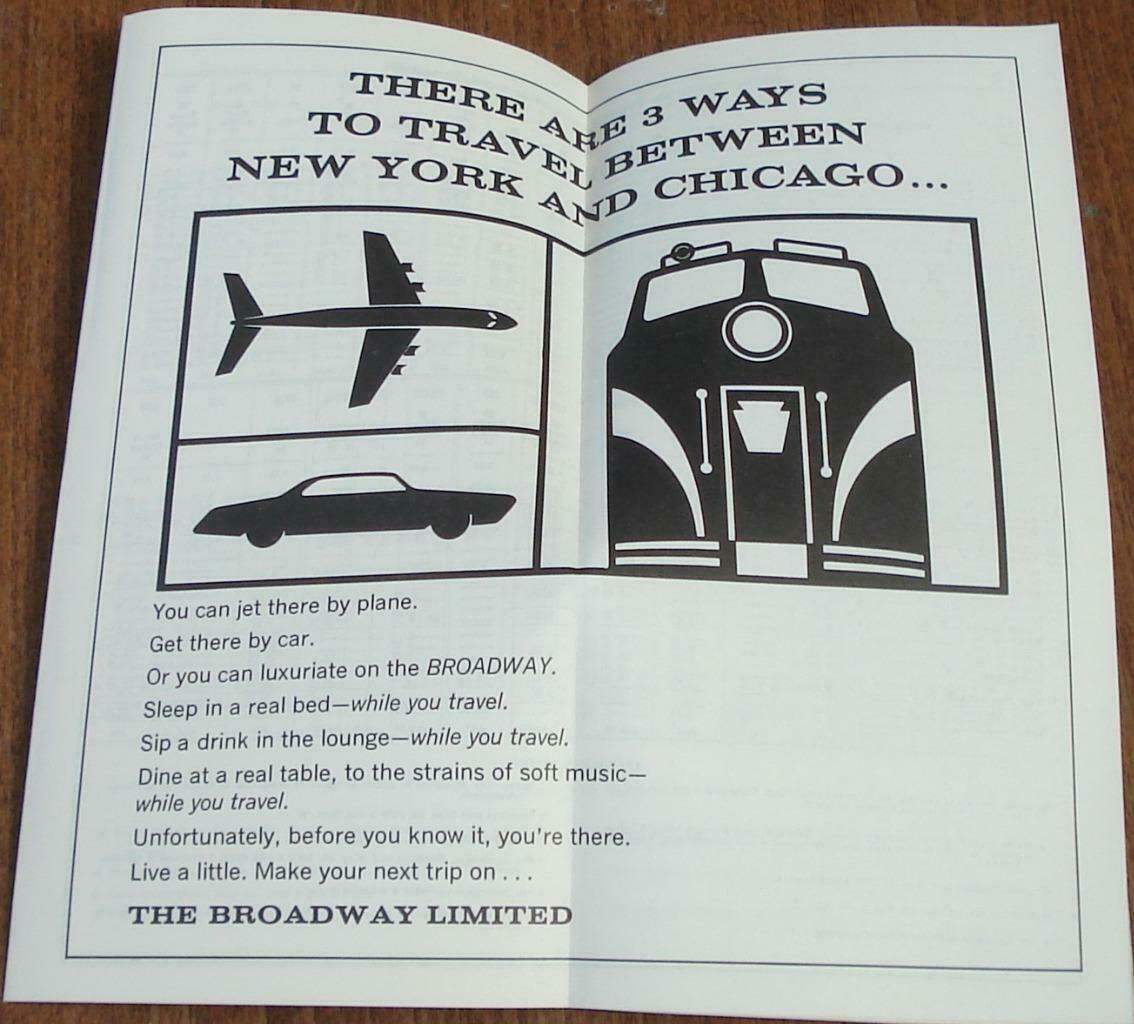 THERE ARE 3 WAYS
TO TRAVEL BETWEEN
NEW YORK AND CHICAGO...
You can jet there by plane.
Get there by car.
Or you can luxuriate on the BROADWAY.
Sleep in a real bed—while you travel.
Sip a drink in the lounge—while you travel.
Dine at a real table, to the strains of soft music—
while you travel.
Unfortunately, before you know it, you're there.
Live a little. Make your next trip on . . .
THE BROADWAY LIMITED